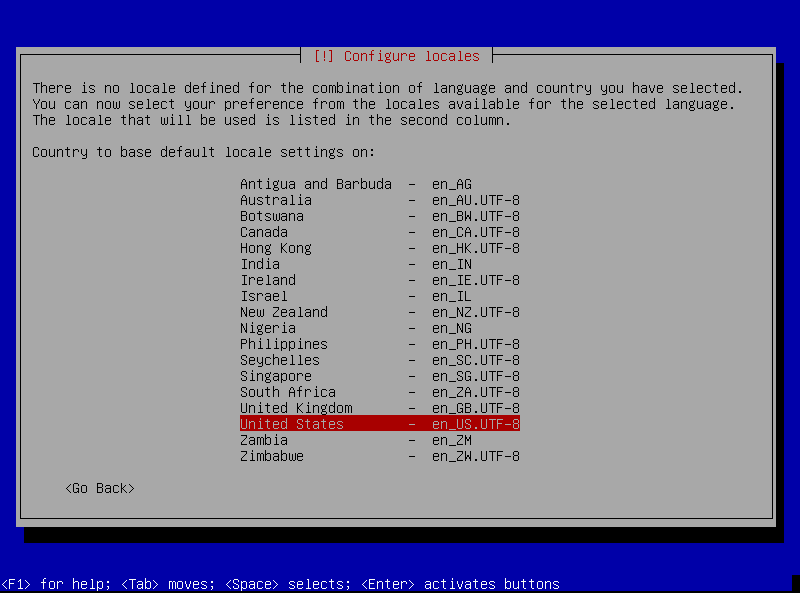 [!] Configure locales
There is no locale defined for the combination of language and country you have selected.
You can now select your preference from the locales available for the selected language.
The locale that will be used is listed in the second column.
Country to base default locale settings on:
Antigua and Barbuda - en_AG
Australia - en_AU.UTF-8
Botswana - en_BW.UTF-8
Canada - en_CA.UTF-8
Hong Kong - en_HK.UTF-8
India - en_IN
Ireland - en_IE.UTF-8
Israel - en_IL
New Zealand - en_NZ.UTF-8
Nigeria - en_NG
Philippines - en_PH.UTF-8
Seychelles - en_SC.UTF-8
Singapore - en_SG.UTF-8
South Africa - en_ZA.UTF-8
United Kingdom - en_GB.UTF-8
United States - en_US.UTF-8
Zambia - en_ZM
Zimbabwe - en_ZW.UTF-8
<Go Back>
<F1> for help; <Tab> moves; <Space> selects; <Enter> activates buttons